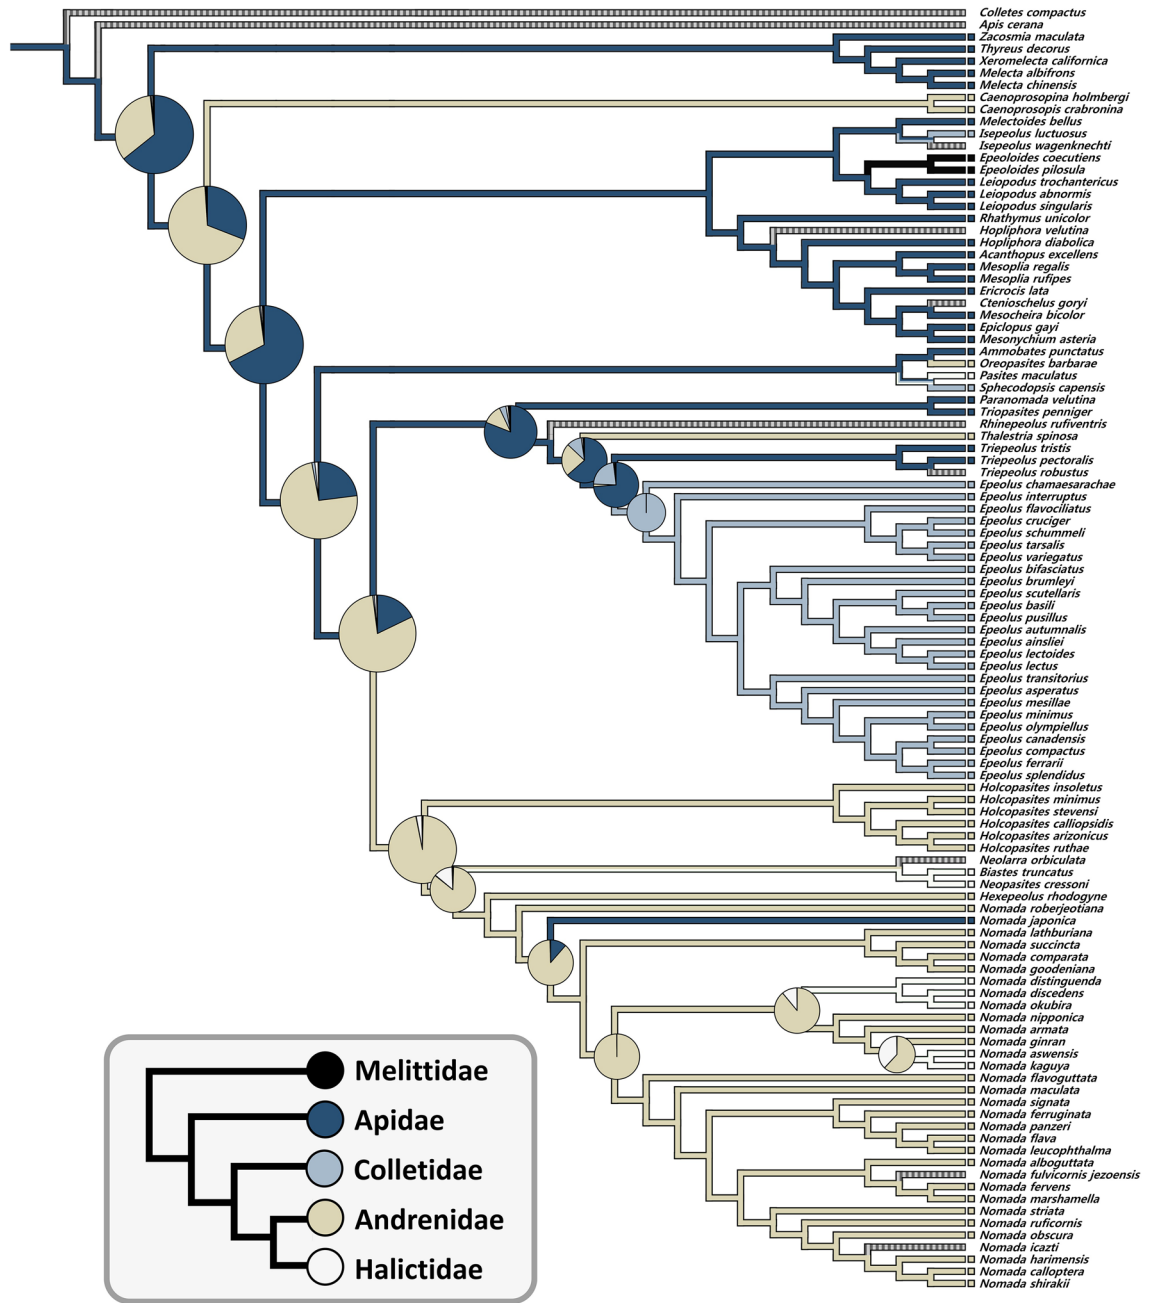 Colletes compactus
Apis cerana
Zacosmia maculata
Thyreus decorus
Xeromelecta californica
Melecta albifrons
Melecta chinensis
Caenoprosopina holmbergi
Caenoprosopis crabronina
Melectoides bellus
Isepeolus luctuosus
Isepeolus wagenknechti
Epeoloides coecutiens
Epeoloides pilosula
Leiopodus trochantericus
Leiopodus abnormis
Leiopodus singularis
Rhathymus unicolor
Hopliphora velutina
Hopliphora diabolica
Acanthopus excellens
Mesoplia regalis
Mesoplia rufipes
Ericrocis lata
Ctenioschelus goryi
Mesocheira bicolor
Epiclopus gayi
Mesonychium asteria
Ammobates punctatus
Oreopasites barbarae
Pasites maculatus
Sphecodopsis capensis
Paranomada velutina
Triopasites penniger
Rhinepeolus rufiventris
Thalestria spinosa
Triepeolus tristis
Triepeolus pectoralis
Triepeolus robustus
Epeolus chamaesarachae
Epeolus interruptus
Epeolus flavociliatus
Epeolus cruciger
Epeolus schummeli
Epeolus tarsalis
Epeolus variegatus
Epeolus bifasciatus
Epeolus brumleyi
Epeolus scutellaris
Epeolus basili
Epeolus pusillus
Epeolus autumnalis
Epeolus ainsliei
Epeolus lectoides
Epeolus lectus
Epeolus transitorius
Epeolus asperatus
Epeolus mesillae
Epeolus minimus
Epeolus olympiellus
Epeolus canadensis
Epeolus compactus
Epeolus ferrarii
Epeolus splendidus
Holcopasites insoletus
Holcopasites minimus
Holcopasites stevensi
Holcopasites calliopsidis
Holcopasites arizonicus
Holcopasites ruthae
Neolarra orbiculata
Biastes truncatus
Neopasites cressoni
Hexepeolus rhodogyne
Nomada roberjeotiana
Nomada japonica
Nomada lathburiana
Nomada succincta
Nomada comparata
Nomada goodeniana
Nomada distinguenda
Nomada discedens
Nomada okubira
Nomada nipponica
Nomada armata
Nomada ginran
Nomada aswensis
Nomada kaguya
Nomada flavoguttata
Nomada maculata
Nomada signata
Nomada ferruginata
Nomada panzeri
Nomada flava
Nomada leucophthalma
Nomada alboguttata
Nomada fulvicornis jezoensis
Nomada fervens
Nomada marshamella
Nomada striata
Nomada ruficornis
Nomada obscura
Nomada icazti
Nomada harimensis
Nomada calloptera
Nomada shirakii
Melittidae
Apidae
Colletidae
Andrenidae
Halictidae